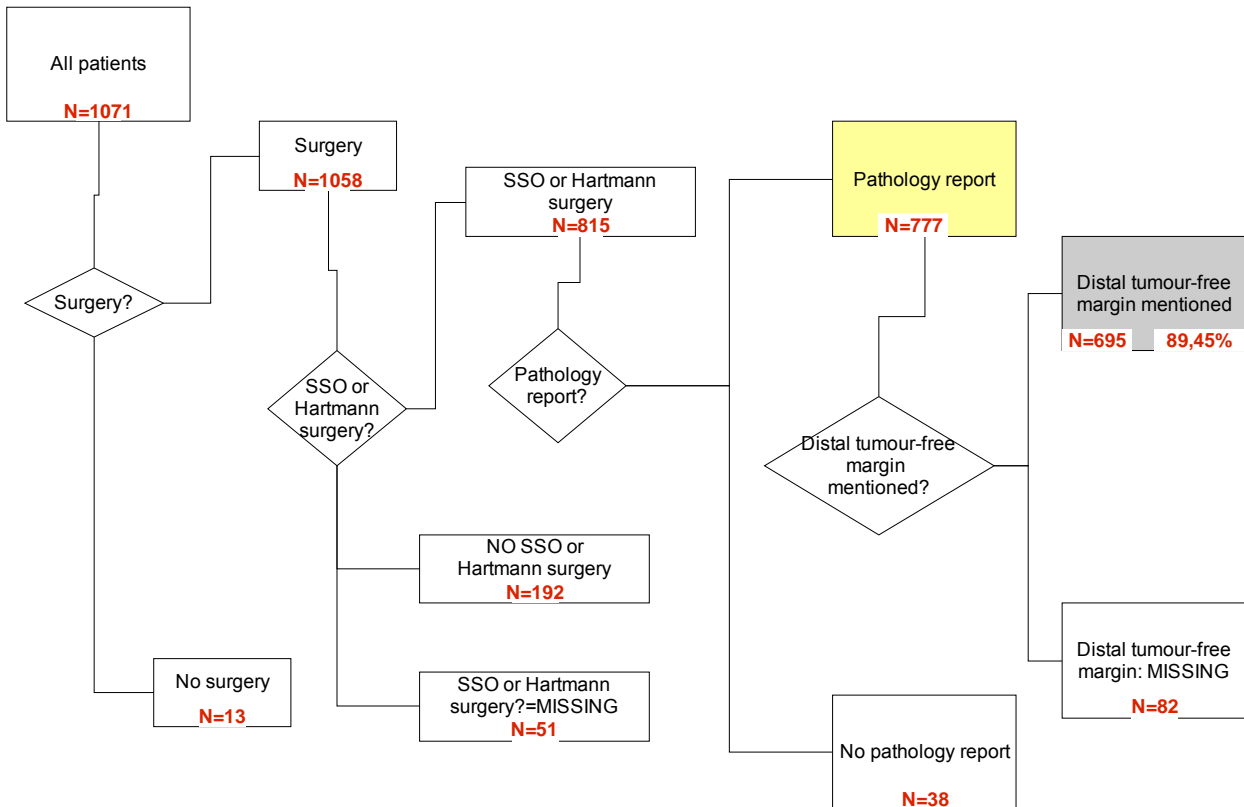 All patients
N=1071
Surgery?
No surgery
N=13
Surgery
N=1058
SSO or
Hartmann
surgery?
SSO or Hartmann
surgery
N=815
NO SSO or
Hartmann surgery
N=192
SSO or Hartmann
surgery?=MISSING
N=51
Pathology
report?
Pathology report
N=777
No pathology report
N=38
Distal tumour-free
margin
mentioned?
Distal tumour-free
margin mentioned
N=695 89,45%
Distal tumour-free
margin: MISSING
N=82